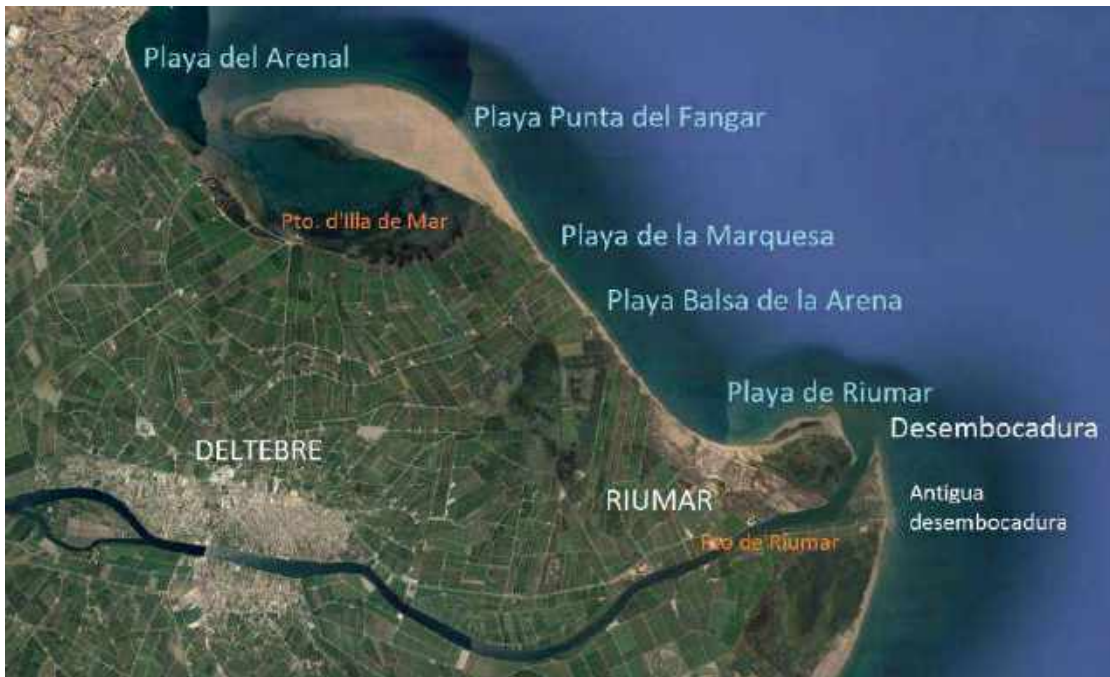 Playa del Arenal
Playa Punta del Fangar
Pto. d'Illa de Mar
Playa de la Marquesa
Playa Balsa de la Arena
Playa de Riumar
Desembocadura
DELTEBRE
RIUMAR
Antigua
desembocadura
Pto de Riumar